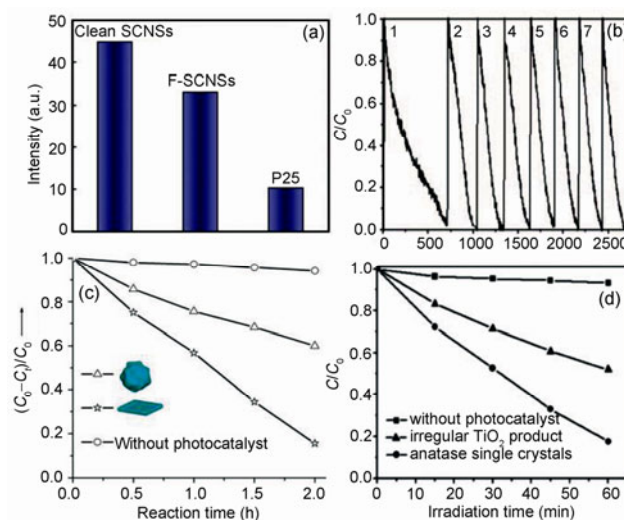 (a)
Clean SCNSs
F-SCNSs
P25
Intensity (a.u.)
50
40
30
20
10
0
(b)
1 2 3 4 5 6 7
C/C0
1.0
0.8
0.6
0.4
0.2
0.0
0 500 1000 1500 2000 2500
(c)
(C0–Ct)/C0
1.0
0.8
0.6
0.4
0.2
0.0
Without photocatalyst
0.0 0.5 1.0 1.5 2.0
Reaction time (h)
(d)
C/C0
1.0
0.8
0.6
0.4
0.2
0.0
without photocatalyst
irregular TiO2 product
anatase single crystals
0 15 30 45 60
Irradiation time (min)